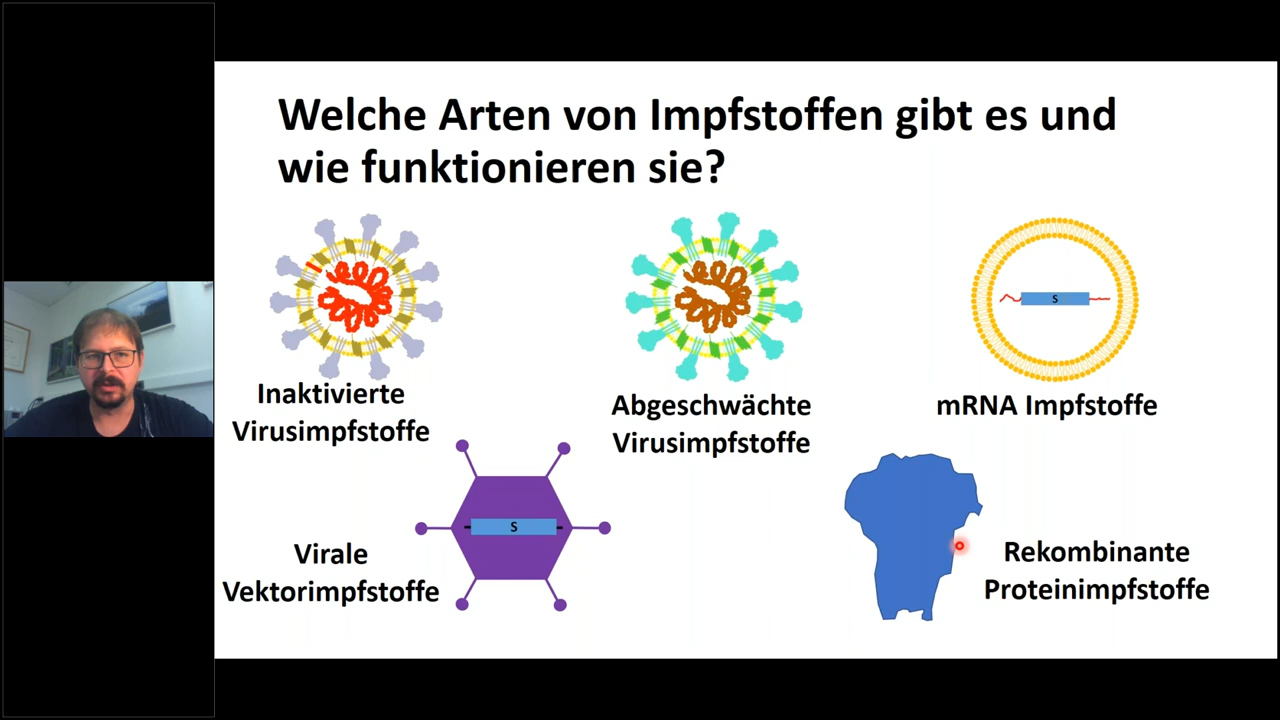 Welche Arten von Impfstoffen gibt es und
wie funktionieren sie?
Inaktivierte
Virusimpfstoffe
Abgeschwächte
Virusimpfstoffe
S
mRNA Impfstoffe
S
Virale
Vektorimpfstoffe
Rekombinante
Proteinimpfstoffe